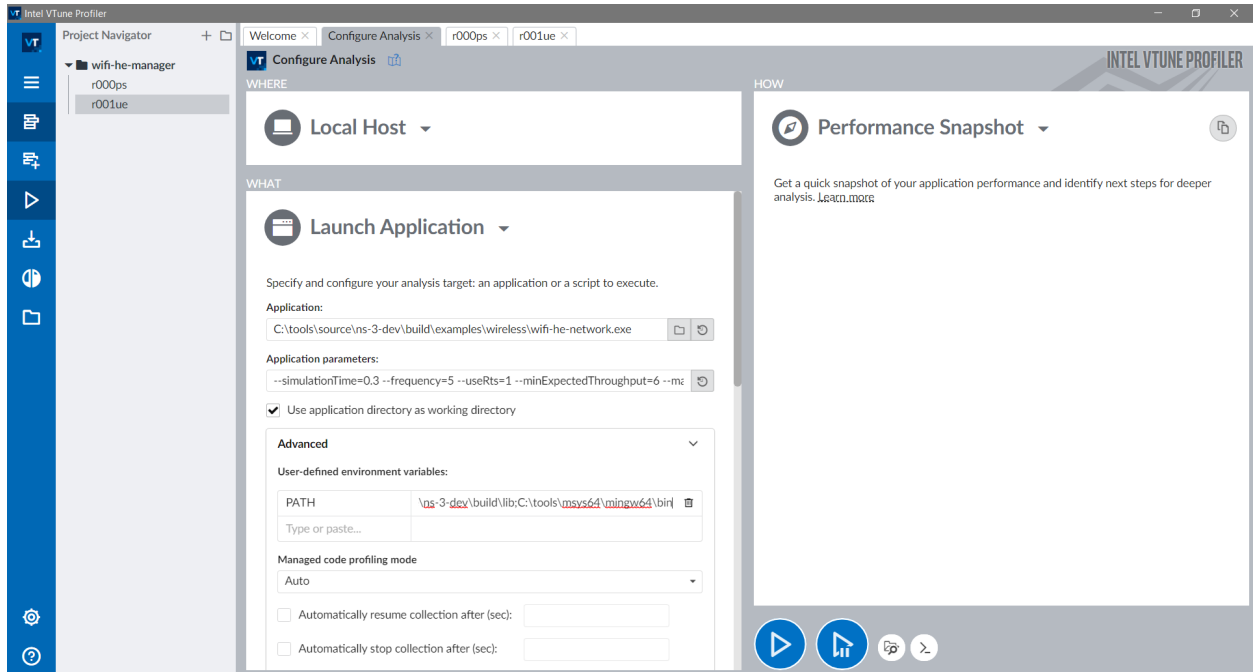 VT Intel VTune Profiler
VT
Project Navigator
wifi-he-manager
r000ps
r001ue
Welcome
Configure Analysis
r000ps
r001ue
VT Configure Analysis
INTEL VTUNE PROFILER
WHERE
Local Host
WHAT
Launch Application
Specify and configure your analysis target: an application or a script to execute.
Application:
C:\tools\source\ns-3-dev\build\examples\wireless\wifi-he-network.exe
Application parameters:
--simulationTime=0.3 --frequency=5 --useRts=1 --minExpectedThroughput=6 --ma
Use application directory as working directory
Advanced
User-defined environment variables:
PATH \ns-3-dev\build\lib;C:\tools\msys64\mingw64\bin
Type or paste...
Managed code profiling mode
Auto
Automatically resume collection after (sec):
Automatically stop collection after (sec):
HOW
Performance Snapshot
Get a quick snapshot of your application performance and identify next steps for deeper
analysis. Learn more